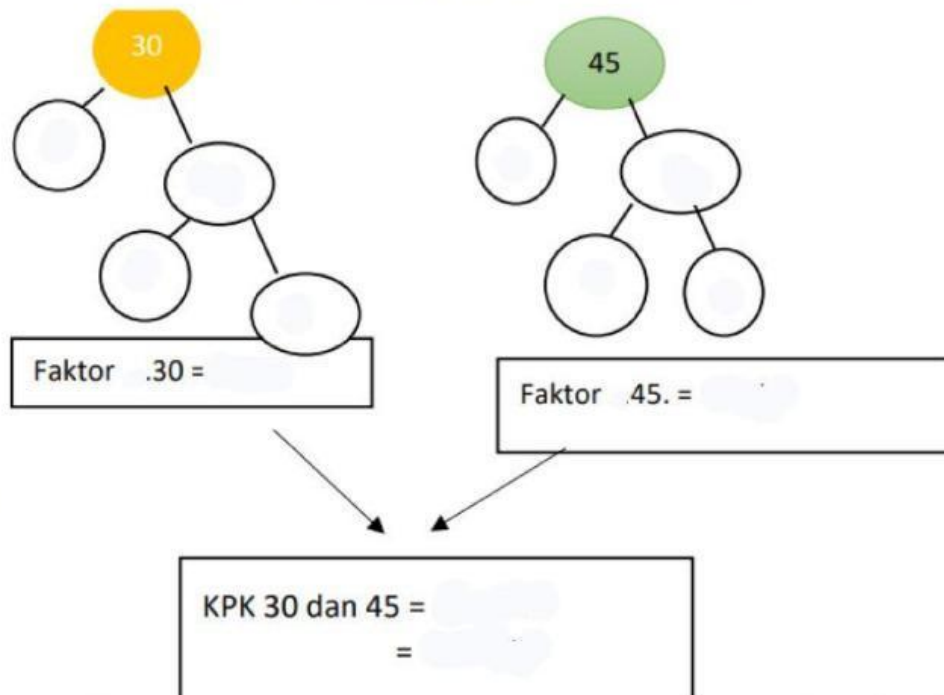 30
45
Faktor .30 =
Faktor .45. =
KPK 30 dan 45 =
=